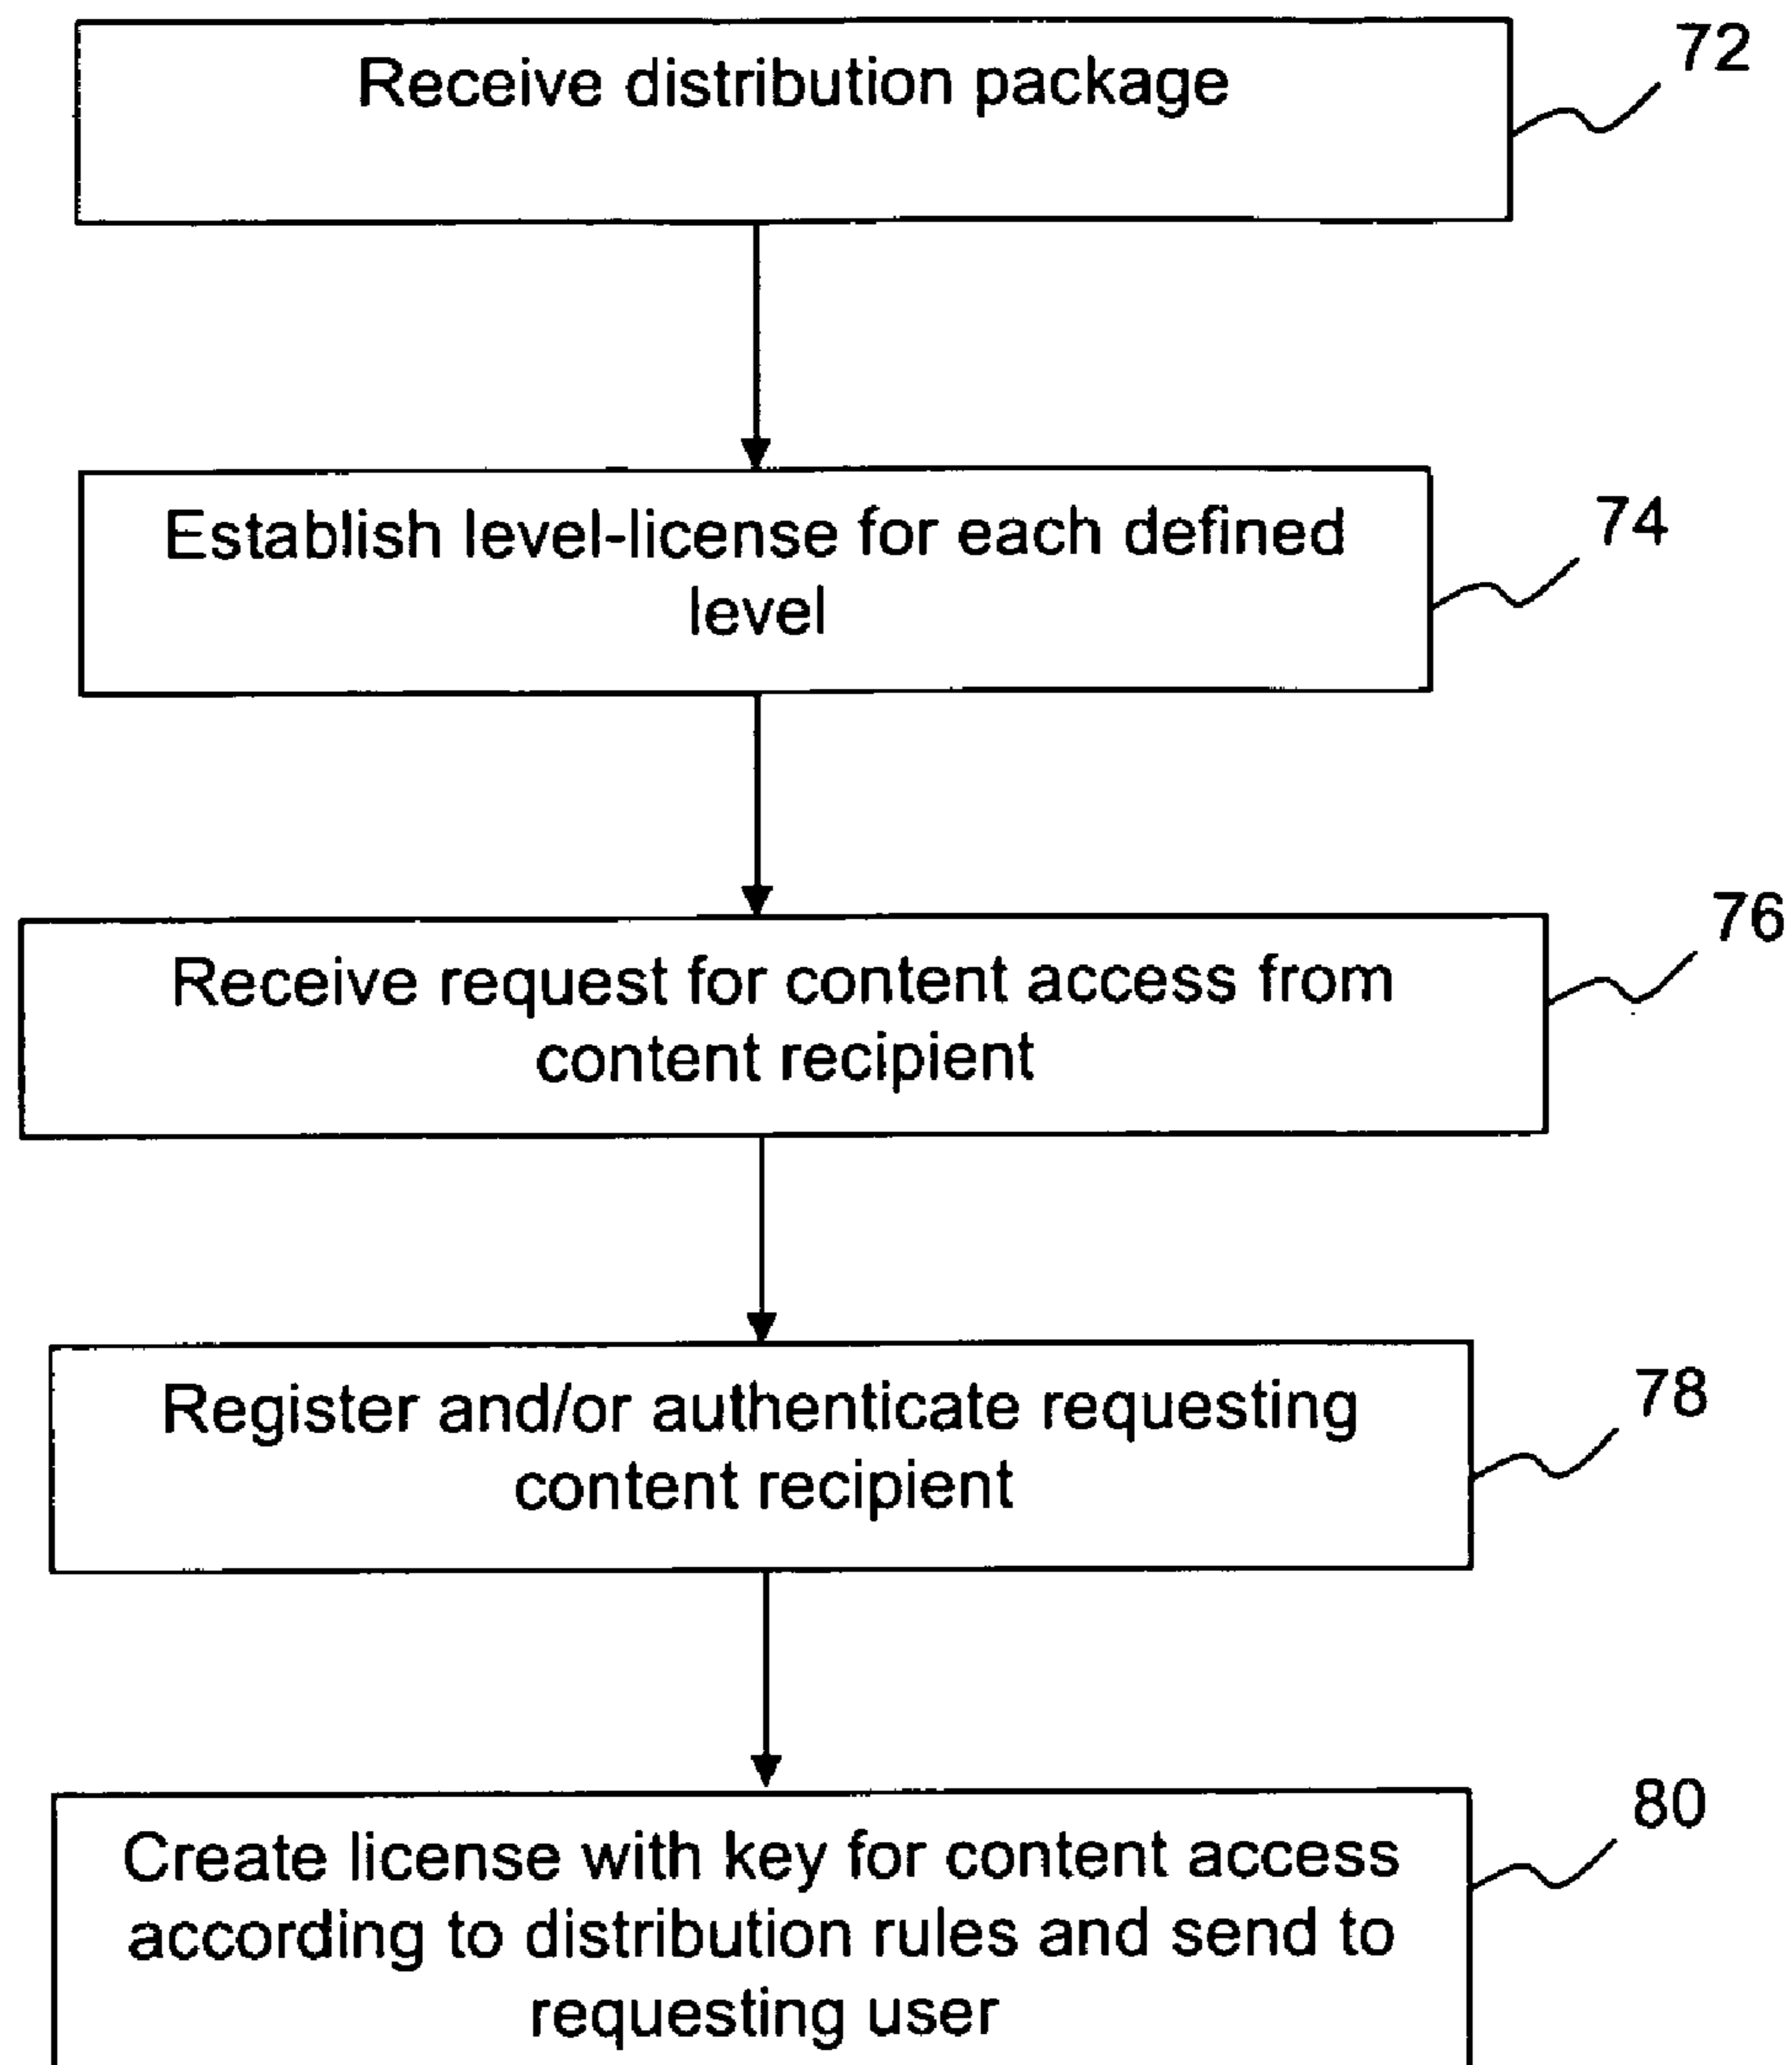 Receive distribution package
72
Establish level-license for each defined
level
74
Receive request for content access from
content recipient
76
Register and/or authenticate requesting
content recipient
78
Create license with key for content access
according to distribution rules and send to
requesting user
80